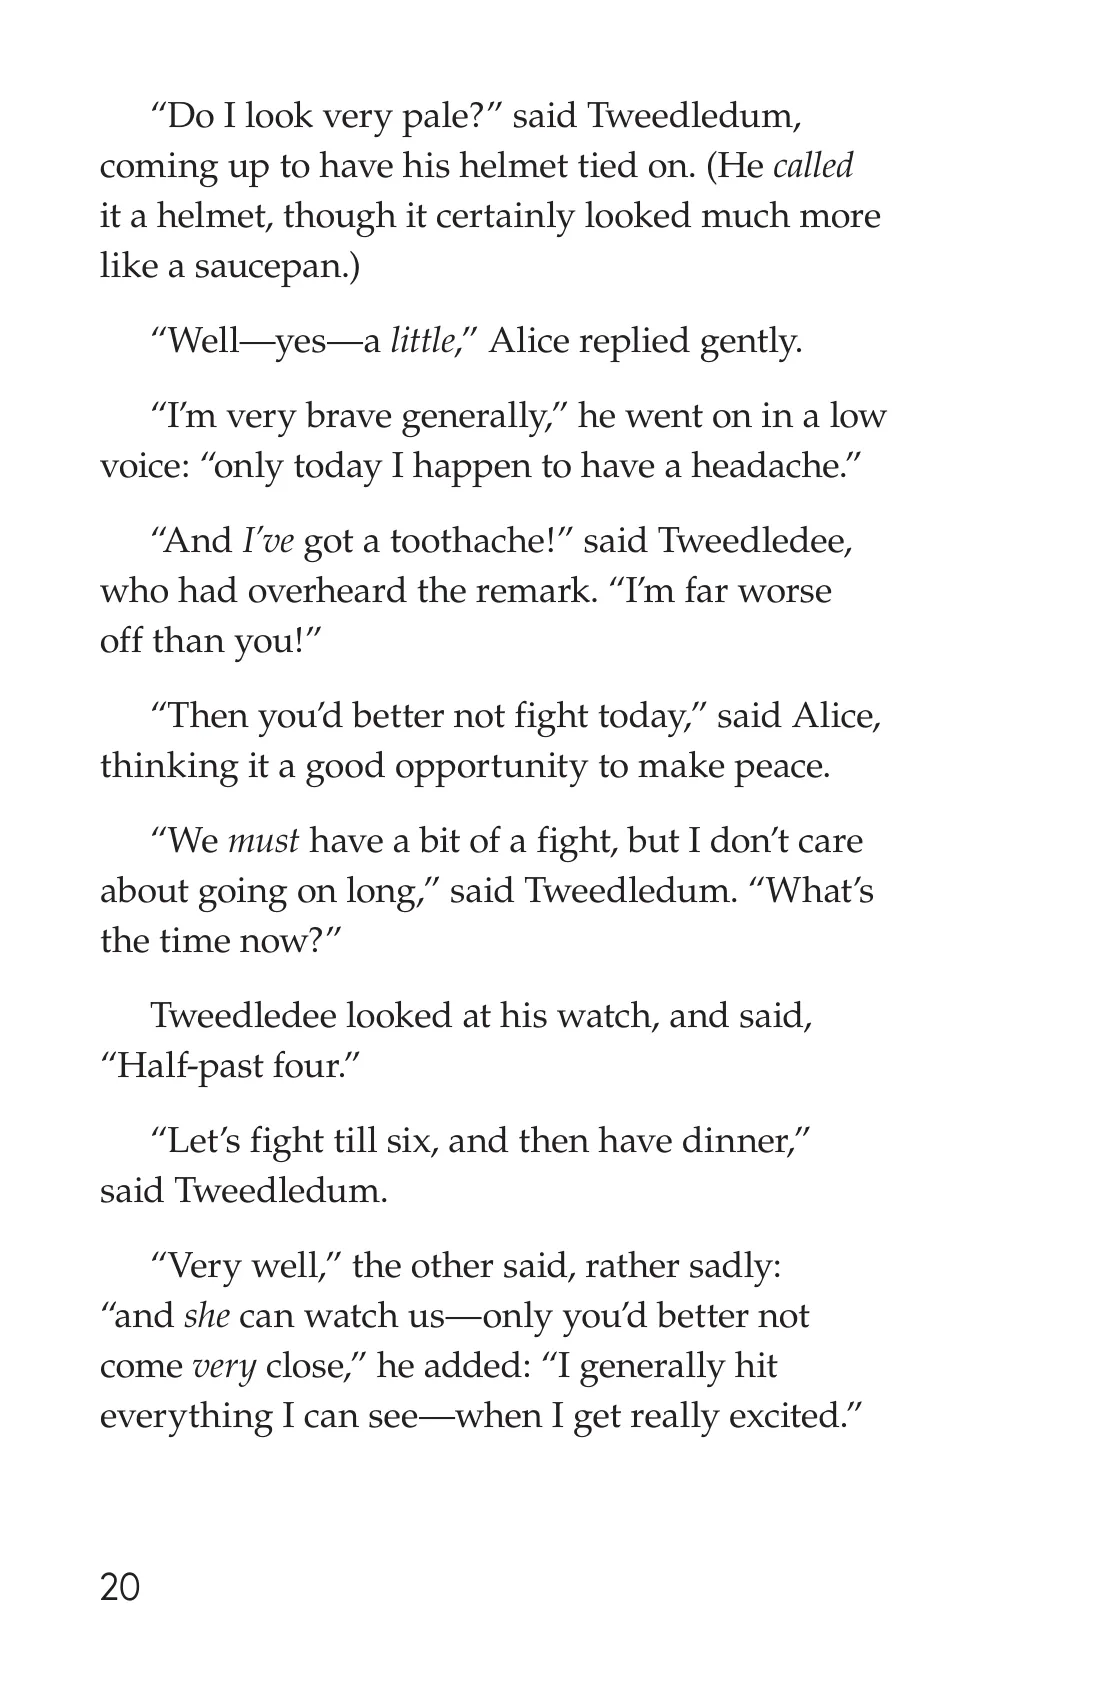 “Do I look very pale?” said Tweedledum,
coming up to have his helmet tied on. (He called
it a helmet, though it certainly looked much more
like a saucepan.)
“Well—yes—a little,” Alice replied gently.
“I’m very brave generally,” he went on in a low
voice: “only today I happen to have a headache.”
“And I’ve got a toothache!” said Tweedledee,
who had overheard the remark. “I’m far worse
off than you!”
“Then you’d better not fight today,” said Alice,
thinking it a good opportunity to make peace.
“We must have a bit of a fight, but I don’t care
about going on long,” said Tweedledum. “What’s
the time now?”
Tweedledee looked at his watch, and said,
“Half-past four.”
“Let’s fight till six, and then have dinner,”
said Tweedledum.
“Very well,” the other said, rather sadly:
“and she can watch us—only you’d better not
come very close,” he added: “I generally hit
everything I can see—when I get really excited.”
20